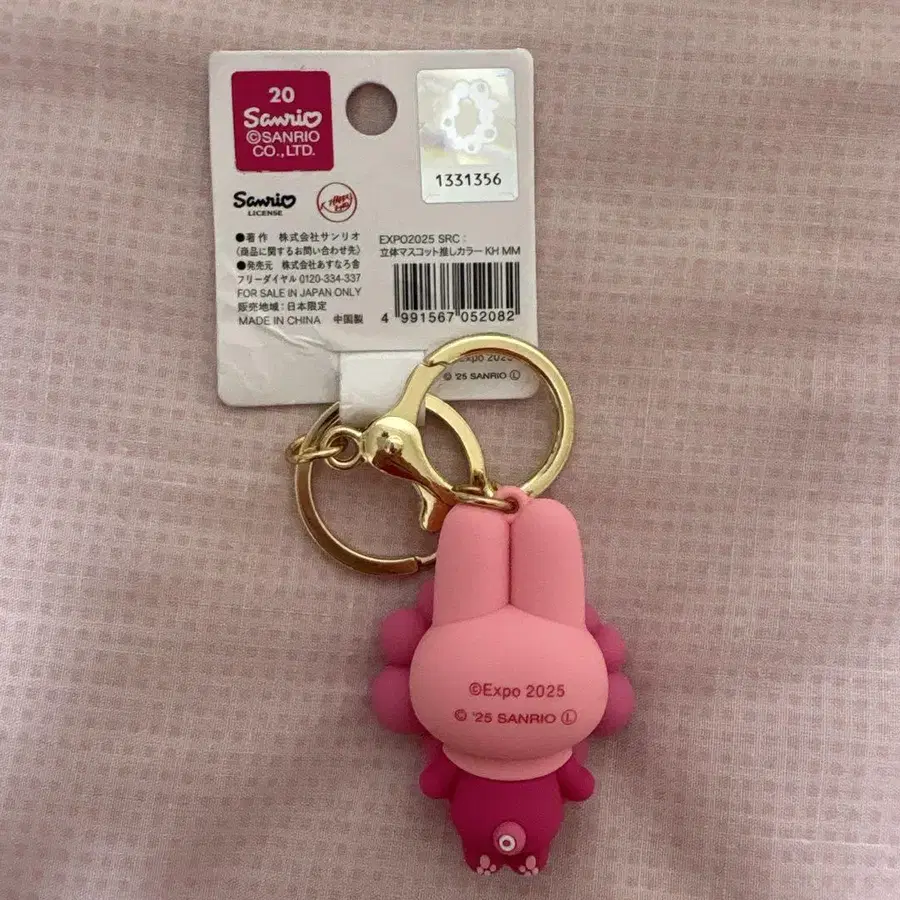 20
Sanrio
©SANRIO
CO.,LTD.
1331356
Sanrio
LICENSE
●著作 株式会社サンリオ
(商品に関するお問い合わせ先)
●発売元 株式会社あすなろ舎
フリーダイヤル 0120-334-337
FOR SALE IN JAPAN ONLY
販売地域:日本限定
MADE IN CHINA 中国製
EXPO2025 SRC:
立体マスコット推しカラー KH MM
4 991567 052082
Expo 2025
© '25 SANRIO Ⓛ
©Expo 2025
© '25 SANRIO Ⓛ